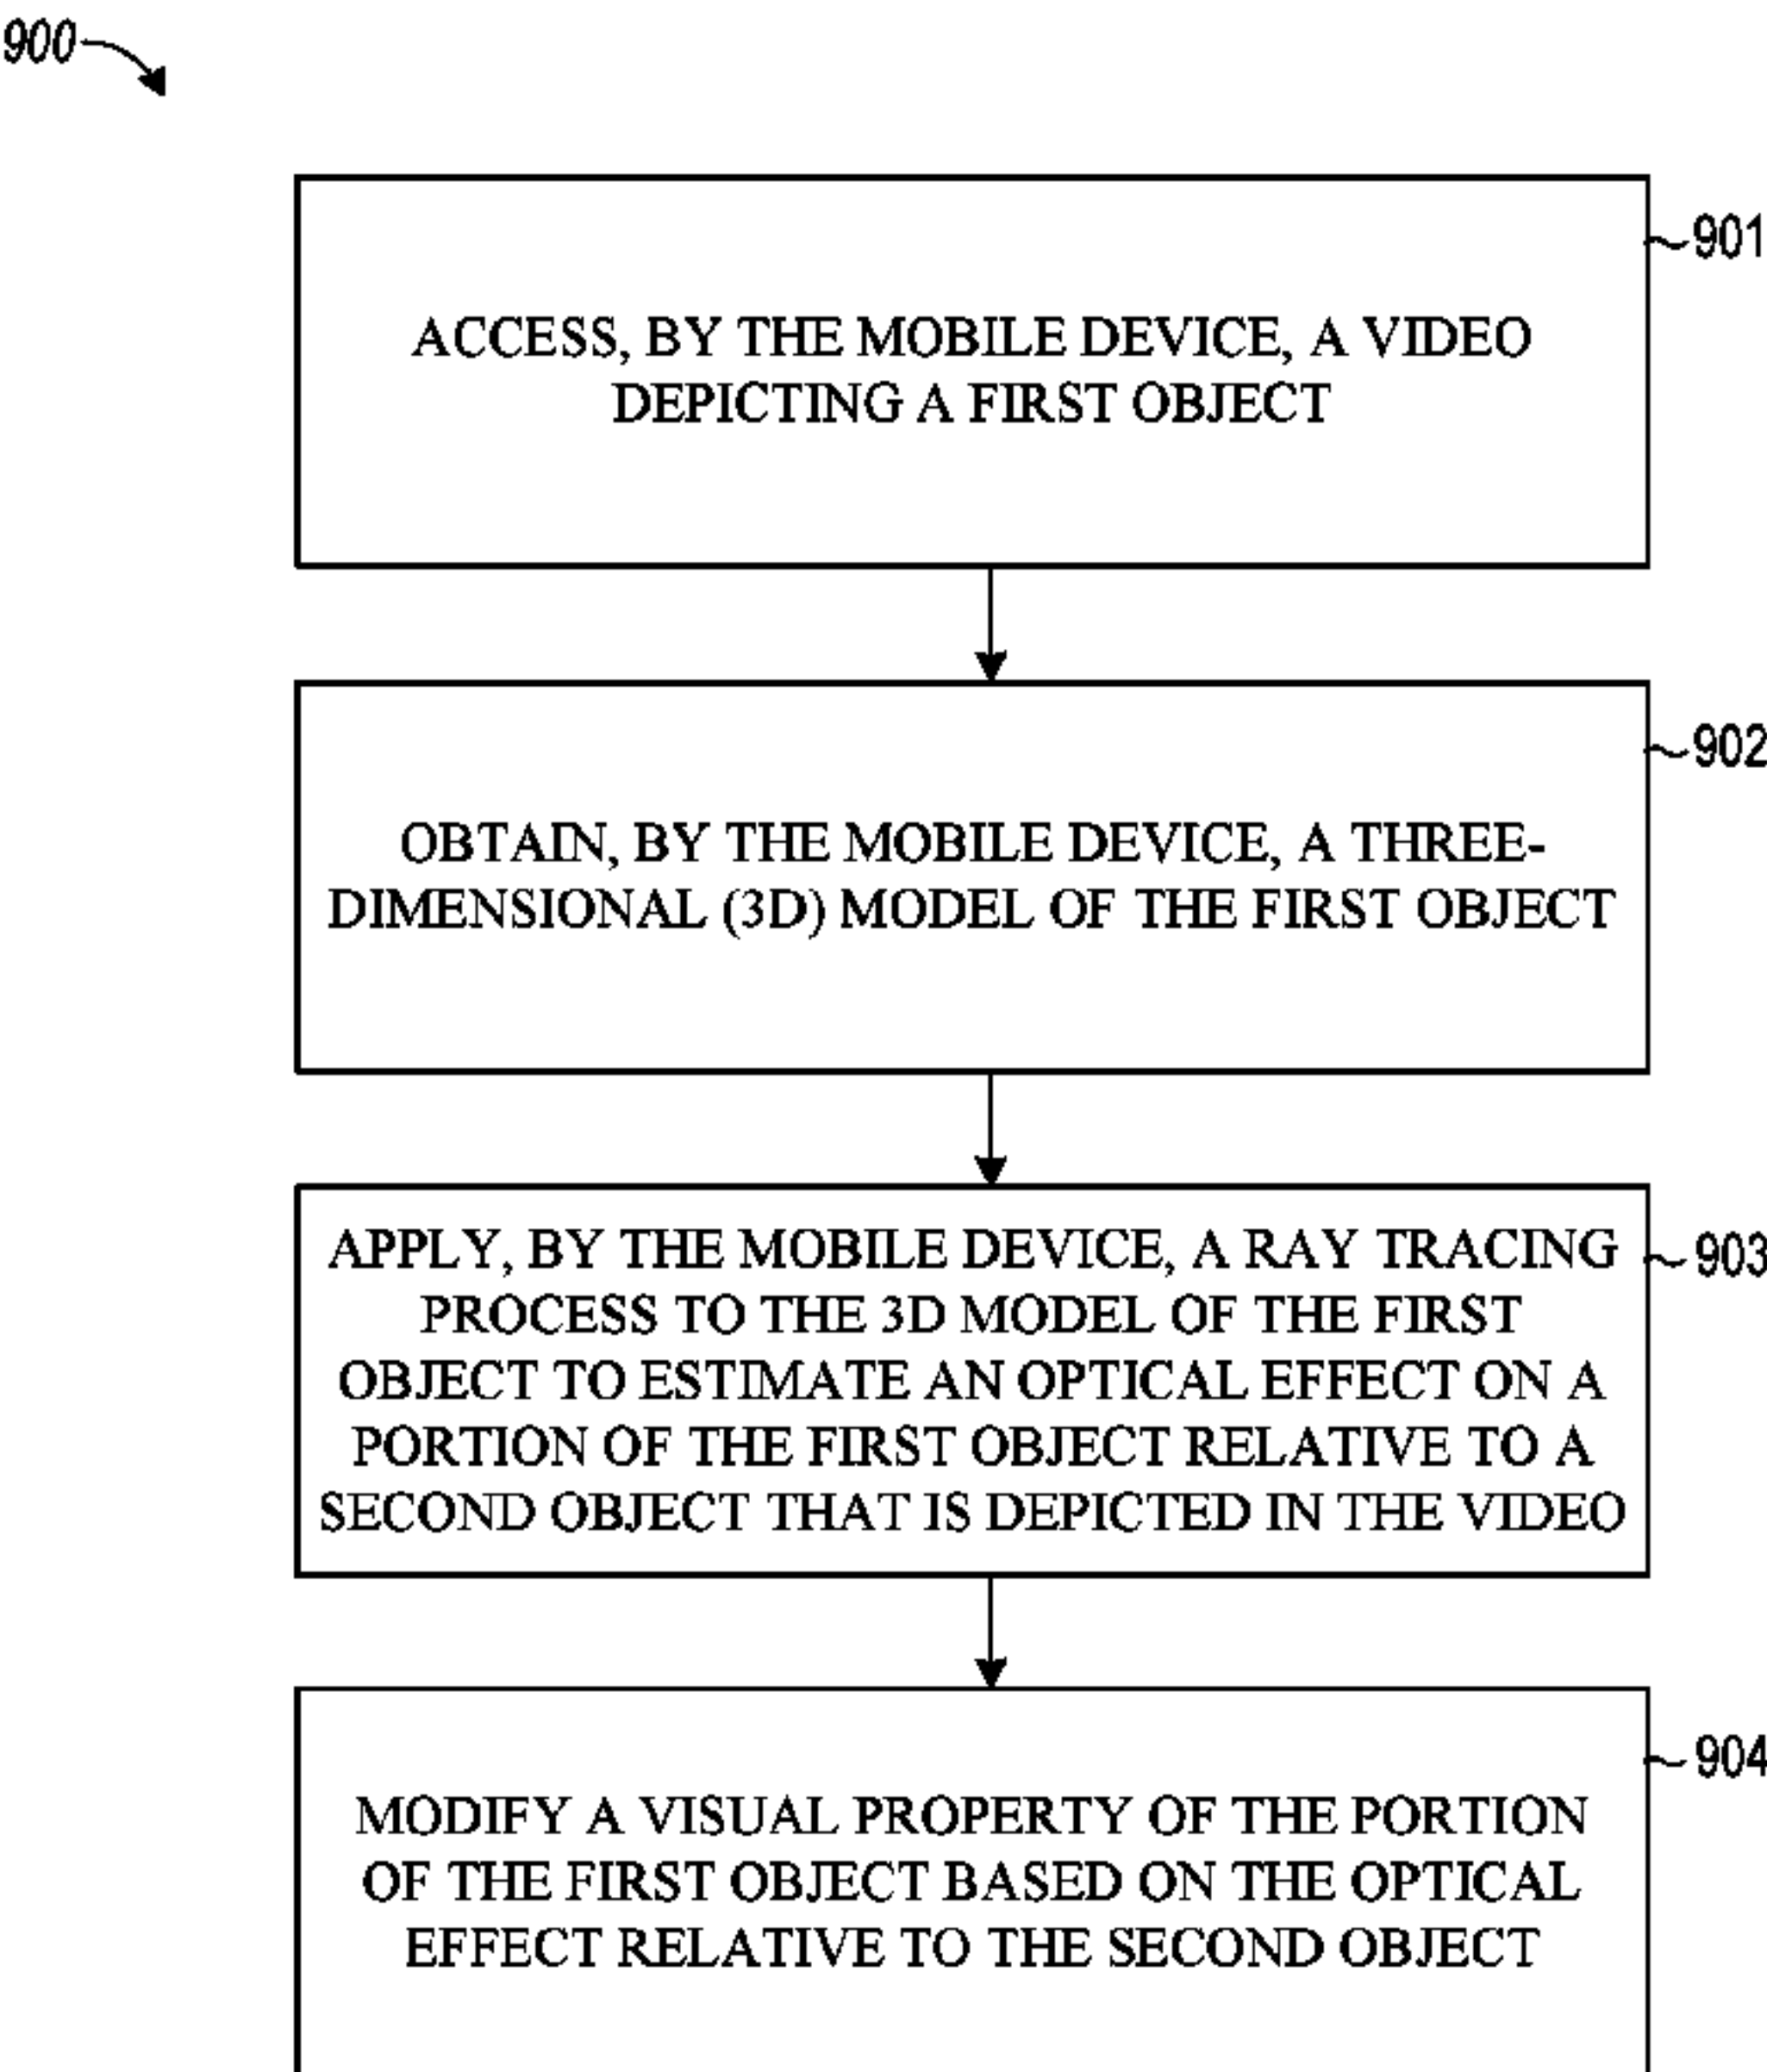 900
901
ACCESS, BY THE MOBILE DEVICE, A VIDEO
DEPICTING A FIRST OBJECT
902
OBTAIN, BY THE MOBILE DEVICE, A THREE-
DIMENSIONAL (3D) MODEL OF THE FIRST OBJECT
903
APPLY, BY THE MOBILE DEVICE, A RAY TRACING
PROCESS TO THE 3D MODEL OF THE FIRST
OBJECT TO ESTIMATE AN OPTICAL EFFECT ON A
PORTION OF THE FIRST OBJECT RELATIVE TO A
SECOND OBJECT THAT IS DEPICTED IN THE VIDEO
904
MODIFY A VISUAL PROPERTY OF THE PORTION
OF THE FIRST OBJECT BASED ON THE OPTICAL
EFFECT RELATIVE TO THE SECOND OBJECT